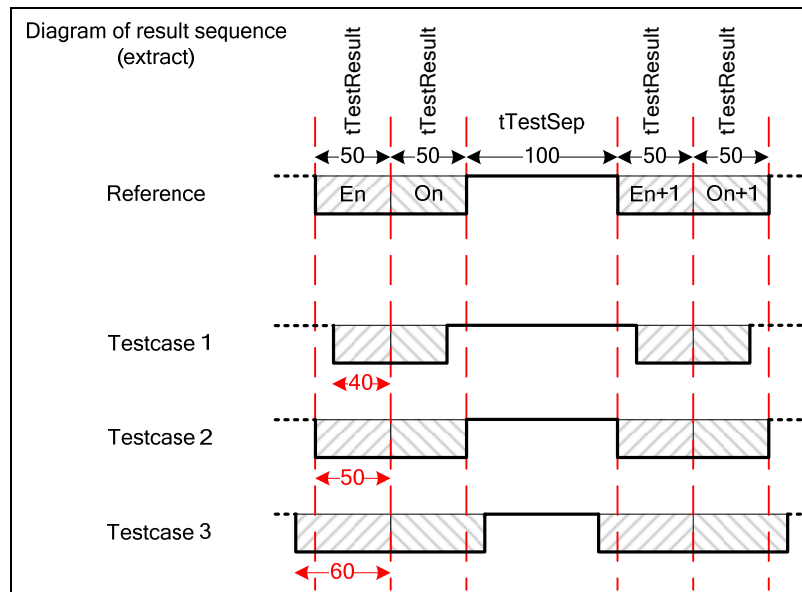 Diagram of result sequence
(extract)
tTestResult
tTestResult
tTestSep
tTestResult
tTestResult
50
50
100
50
50
Reference
En
On
En+1
On+1
Testcase 1
40
Testcase 2
50
Testcase 3
60